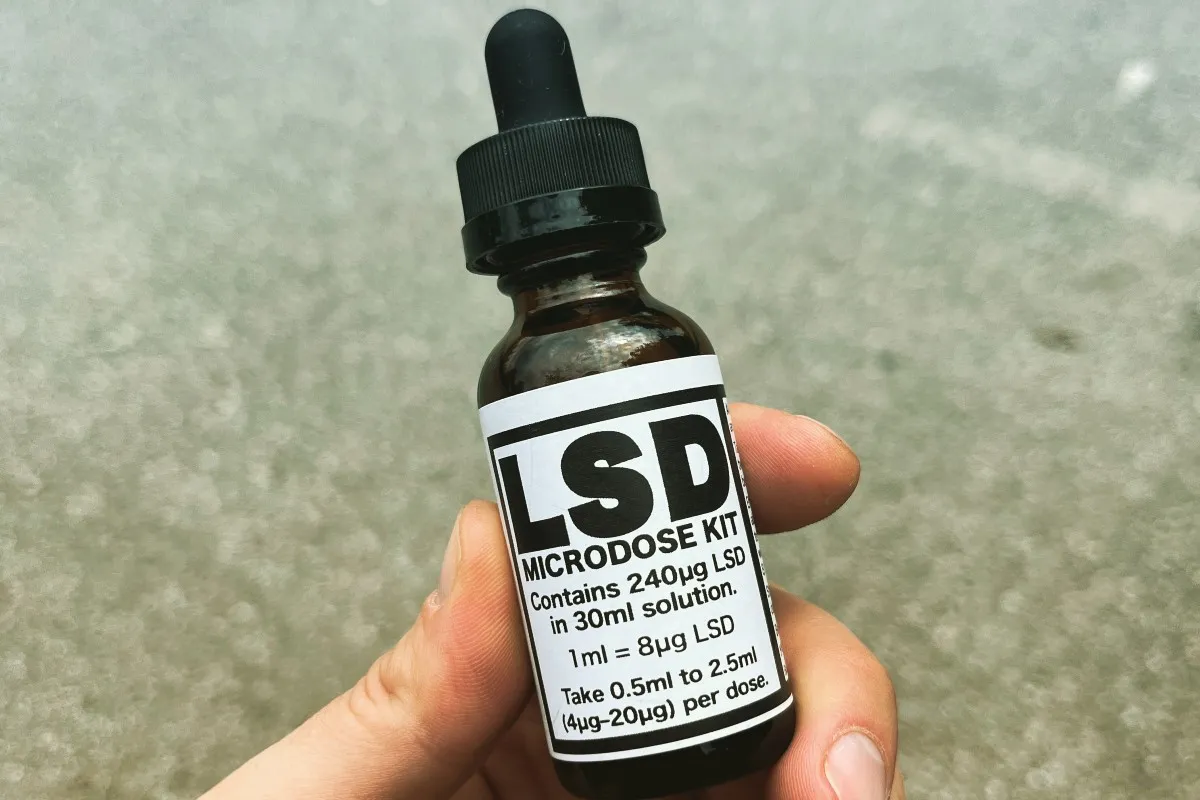 LSD
MICRODOSE KIT
Contains 240µg LSD
in 30ml solution.
1ml = 8µg LSD
Take 0.5ml to 2.5ml
(4µg–20µg) per dose.